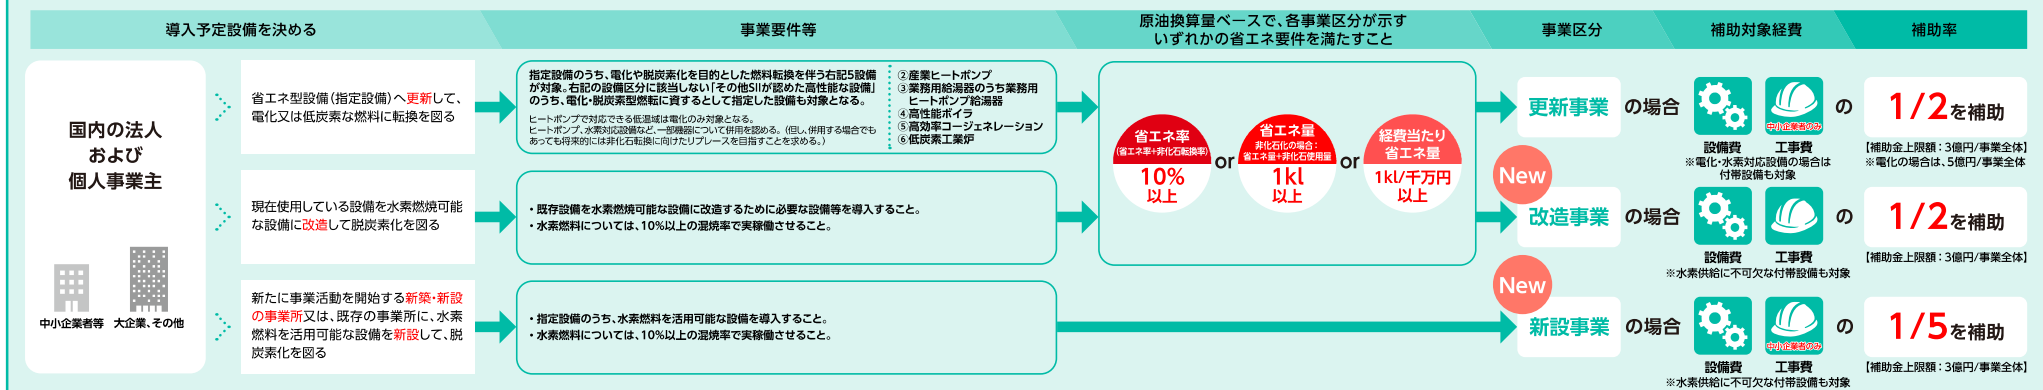 導入予定設備を決める
事業要件等
原油換算量ベースで、各事業区分が示す
いずれかの省エネ要件を満たすこと
事業区分
補助対象経費
補助率
国内の法人
および
個人事業主
中小企業者等
大企業、その他
省エネ型設備(指定設備)へ更新して、
電化又は低炭素な燃料に転換を図る
指定設備のうち、電化や脱炭素化を目的とした燃料転換を伴う右記5設備
が対象。右記の設備区分に該当しない「その他SIIが認めた高性能な設備」
のうち、電化・脱炭素型燃転に資するとして指定した設備も対象となる。
ヒートポンプで対応できる低温域は電化のみ対象となる。
ヒートポンプ、水素対応設備など、一部機器について併用を認める。(但し、併用する場合でも
あっても将来的には非化石転換に向けたリプレースを目指すことを求める。)
②産業ヒートポンプ
③業務用給湯器のうち業務用
ヒートポンプ給湯器
④高性能ボイラ
⑤高効率コージェネレーション
⑥低炭素工業炉
省エネ率
(省エネ率+非化石転換率)
10%
以上
or
省エネ量
非化石化の場合:
省エネ量+非化石使用量
1kl
以上
or
経費当たり
省エネ量
1kl/千万円
以上
更新事業
の場合
設備費
中小企業者のみ
工事費
※電化・水素対応設備の場合は
付帯設備も対象
の
1/2を補助
【補助金上限額:3億円/事業全体】
※電化の場合は、5億円/事業全体
現在使用している設備を水素燃焼可能
な設備に改造して脱炭素化を図る
・既存設備を水素燃焼可能な設備に改造するために必要な設備等を導入すること。
・水素燃料については、10%以上の混焼率で実稼働させること。
New
改造事業
の場合
設備費
工事費
※水素供給に不可欠な付帯設備も対象
の
1/2を補助
【補助金上限額:3億円/事業全体】
新たに事業活動を開始する新築・新設
の事業所又は、既存の事業所に、水素
燃料を活用可能な設備を新設して、脱
炭素化を図る
・指定設備のうち、水素燃料を活用可能な設備を導入すること。
・水素燃料については、10%以上の混焼率で実稼働させること。
New
新設事業
の場合
設備費
中小企業者のみ
工事費
※水素供給に不可欠な付帯設備も対象
の
1/5を補助
【補助金上限額:3億円/事業全体】